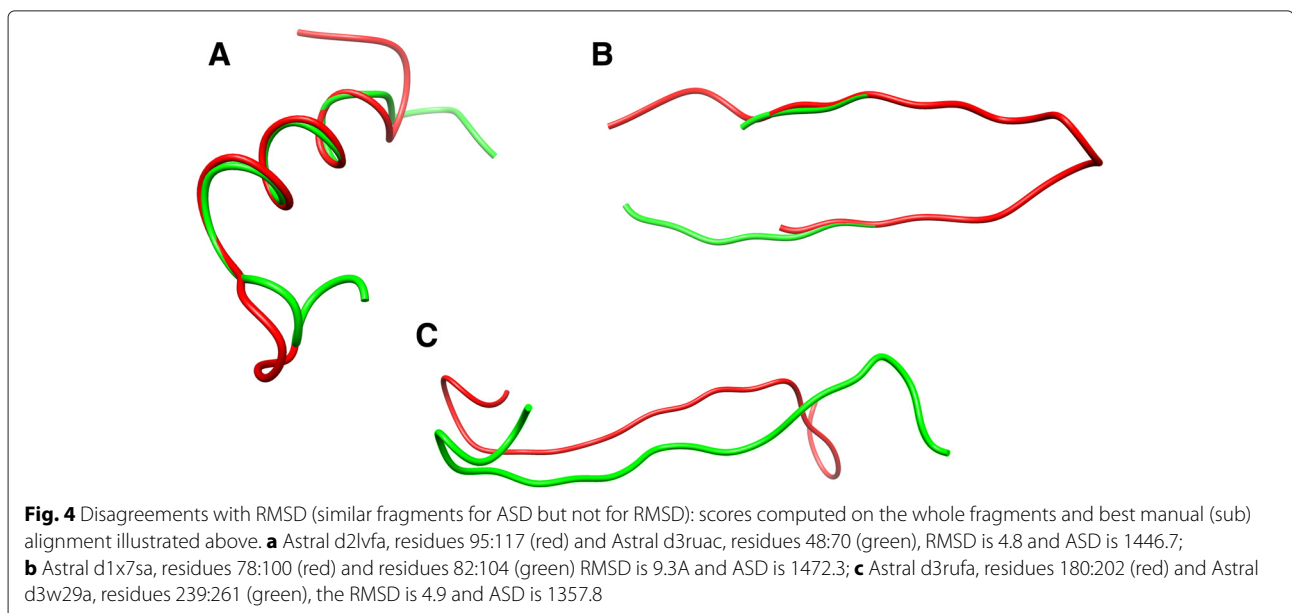 A
B
C
Fig. 4 Disagreements with RMSD (similar fragments for ASD but not for RMSD): scores computed on the whole fragments and best manual (sub)
alignment illustrated above. a Astral d2lvfa, residues 95:117 (red) and Astral d3ruac, residues 48:70 (green), RMSD is 4.8 and ASD is 1446.7;
b Astral d1x7sa, residues 78:100 (red) and residues 82:104 (green) RMSD is 9.3A and ASD is 1472.3; c Astral d3rufa, residues 180:202 (red) and Astral
d3w29a, residues 239:261 (green), the RMSD is 4.9 and ASD is 1357.8